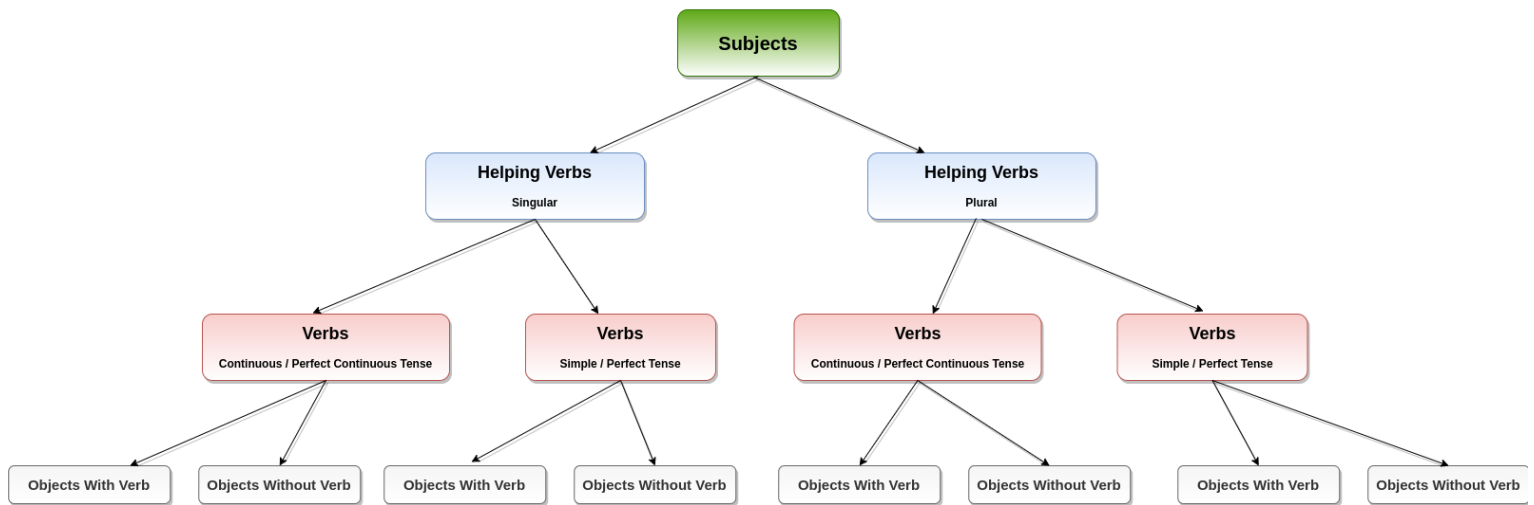 Subjects
Helping Verbs
Singular
Helping Verbs
Plural
Verbs
Continuous / Perfect Continuous Tense
Verbs
Simple / Perfect Tense
Verbs
Continuous / Perfect Continuous Tense
Verbs
Simple / Perfect Tense
Objects With Verb
Objects Without Verb
Objects With Verb
Objects Without Verb
Objects With Verb
Objects Without Verb
Objects With Verb
Objects Without Verb